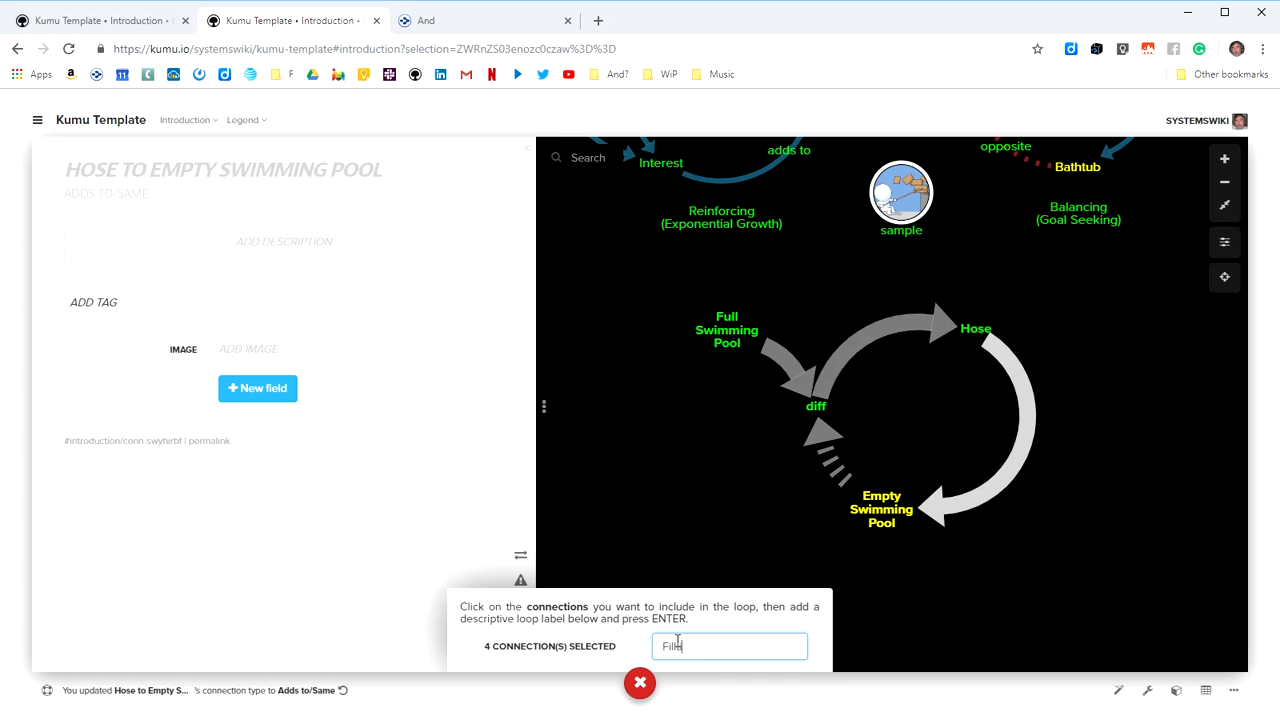 Kumu Template • Introduction •
Kumu Template • Introduction •
And
https://kumu.io/systemswiki/kumu-template#introduction?selection=ZWRnZS03enozc0czaw%3D%3D
Apps
F
And?
WiP
Music
Other bookmarks
Kumu Template
Introduction
Legend
SYSTEMSWIKI
HOSE TO EMPTY SWIMMING POOL
ADDS TO/SAME
ADD DESCRIPTION
ADD TAG
IMAGE
ADD IMAGE
+ New field
#introduction/conn-swyhirbf | permalink
Search
Interest
adds to
opposite
Bathtub
Reinforcing
(Exponential Growth)
sample
Balancing
(Goal Seeking)
Full
Swimming
Pool
Hose
diff
Empty
Swimming
Pool
Click on the connections you want to include in the loop, then add a
descriptive loop label below and press ENTER.
4 CONNECTION(S) SELECTED
You updated Hose to Empty S... 's connection type to Adds to/Same